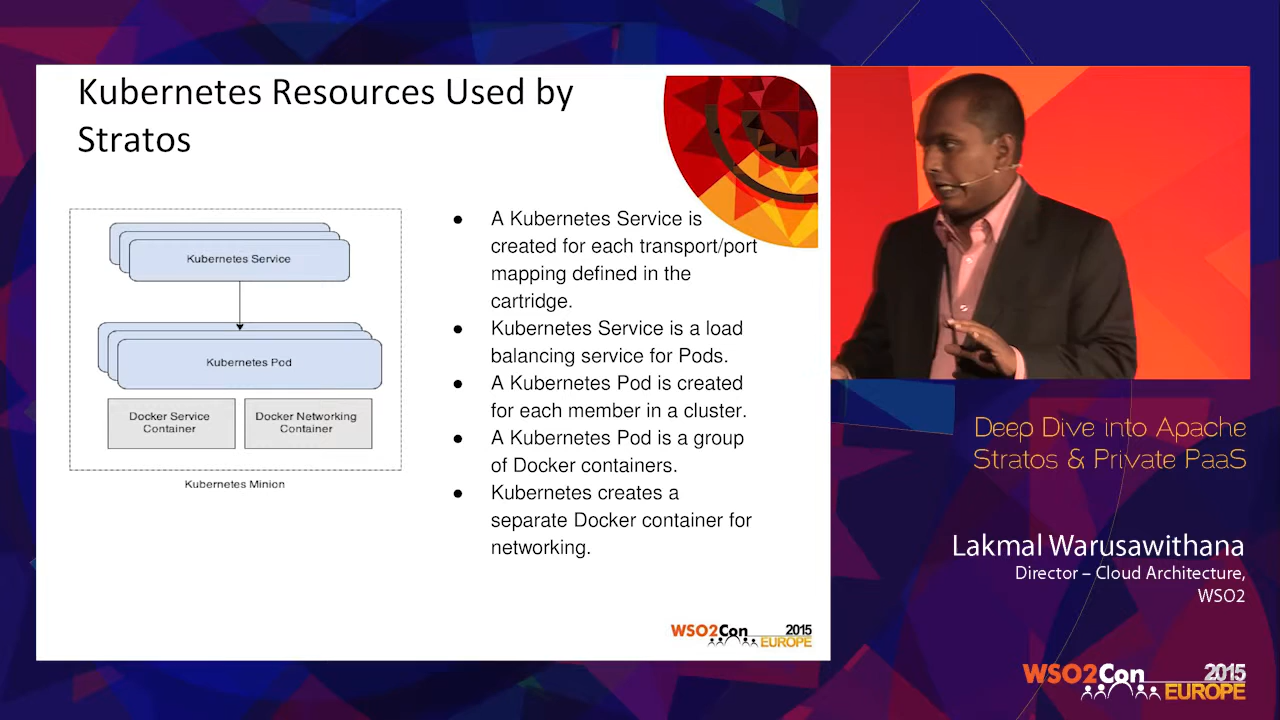 Kubernetes Resources Used by
Stratos
Kubernetes Service
Kubernetes Pod
Docker Service
Container
Docker Networking
Container
Kubernetes Minion
● A Kubernetes Service is
created for each transport/port
mapping defined in the
cartridge.
● Kubernetes Service is a load
balancing service for Pods.
● A Kubernetes Pod is created
for each member in a cluster.
● A Kubernetes Pod is a group
of Docker containers.
● Kubernetes creates a
separate Docker container for
networking.
WSO2Con 2015
EUROPE
Deep Dive into Apache
Stratos & Private PaaS
Lakmal Warusawithana
Director – Cloud Architecture,
WSO2
WSO2Con 2015
EUROPE